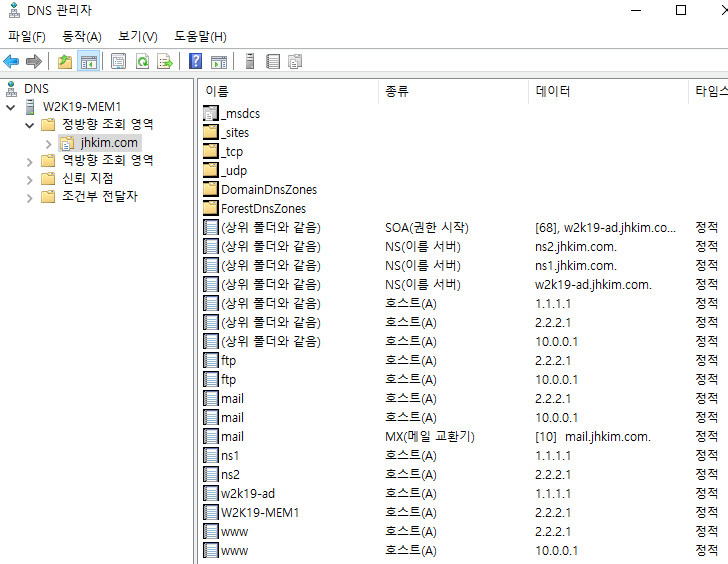 DNS 관리자
파일(F) 동작(A) 보기(V) 도움말(H)
DNS
W2K19-MEM1
정방향 조회 영역
jhkim.com
역방향 조회 영역
신뢰 지점
조건부 전달자
이름 종류 데이터 타임스
_msdcs
_sites
_tcp
_udp
DomainDnsZones
ForestDnsZones
(상위 폴더와 같음) SOA(권한 시작) [68], w2k19-ad.jhkim.co... 정적
(상위 폴더와 같음) NS(이름 서버) ns2.jhkim.com. 정적
(상위 폴더와 같음) NS(이름 서버) ns1.jhkim.com. 정적
(상위 폴더와 같음) NS(이름 서버) w2k19-ad.jhkim.com. 정적
(상위 폴더와 같음) 호스트(A) 1.1.1.1 정적
(상위 폴더와 같음) 호스트(A) 2.2.2.1 정적
(상위 폴더와 같음) 호스트(A) 10.0.0.1 정적
ftp 호스트(A) 2.2.2.1 정적
ftp 호스트(A) 10.0.0.1 정적
mail 호스트(A) 2.2.2.1 정적
mail 호스트(A) 10.0.0.1 정적
mail MX(메일 교환기) [10] mail.jhkim.com. 정적
ns1 호스트(A) 1.1.1.1 정적
ns2 호스트(A) 2.2.2.1 정적
w2k19-ad 호스트(A) 1.1.1.1 정적
W2K19-MEM1 호스트(A) 2.2.2.1 정적
www 호스트(A) 2.2.2.1 정적
www 호스트(A) 10.0.0.1 정적